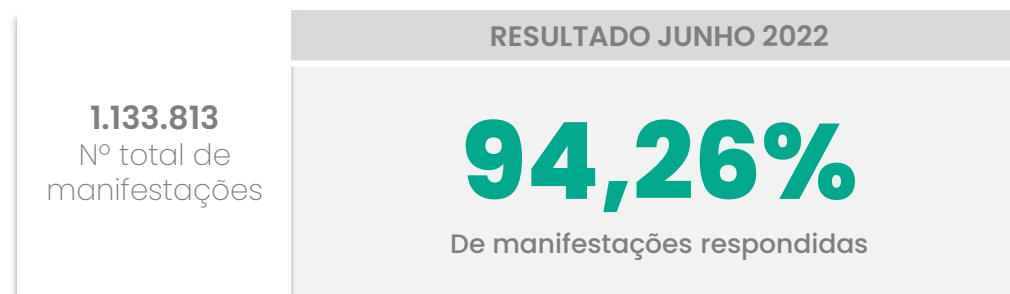 RESULTADO JUNHO 2022
1.133.813
Nº total de
manifestações
94,26%
De manifestações respondidas